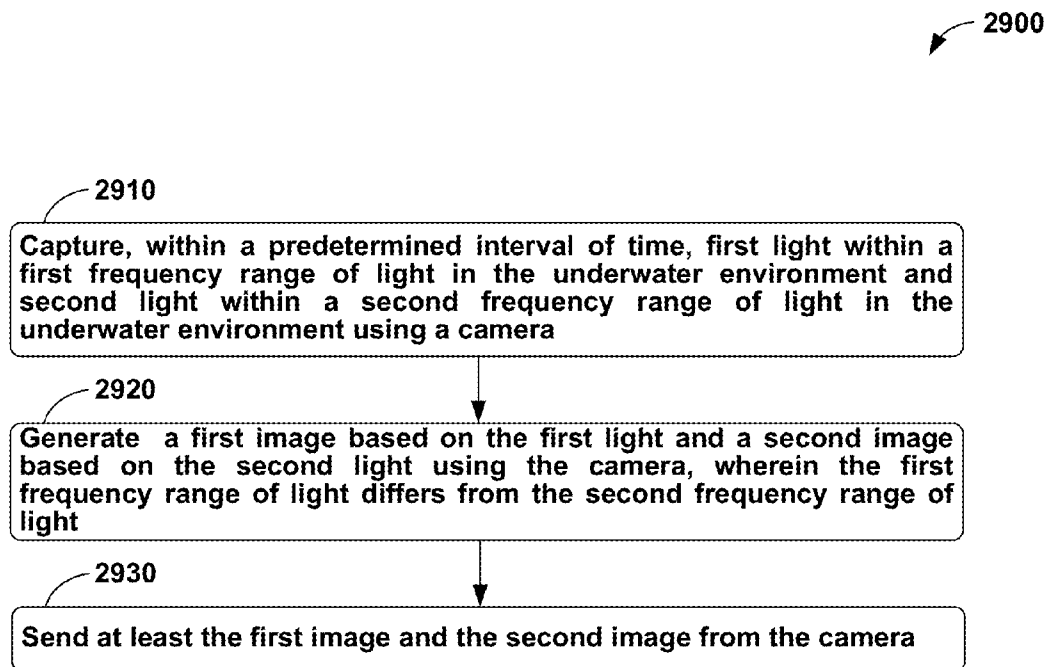 2900
2910
Capture, within a predetermined interval of time, first light within a
first frequency range of light in the underwater environment and
second light within a second frequency range of light in the
underwater environment using a camera
2920
Generate a first image based on the first light and a second image
based on the second light using the camera, wherein the first
frequency range of light differs from the second frequency range of
light
2930
Send at least the first image and the second image from the camera